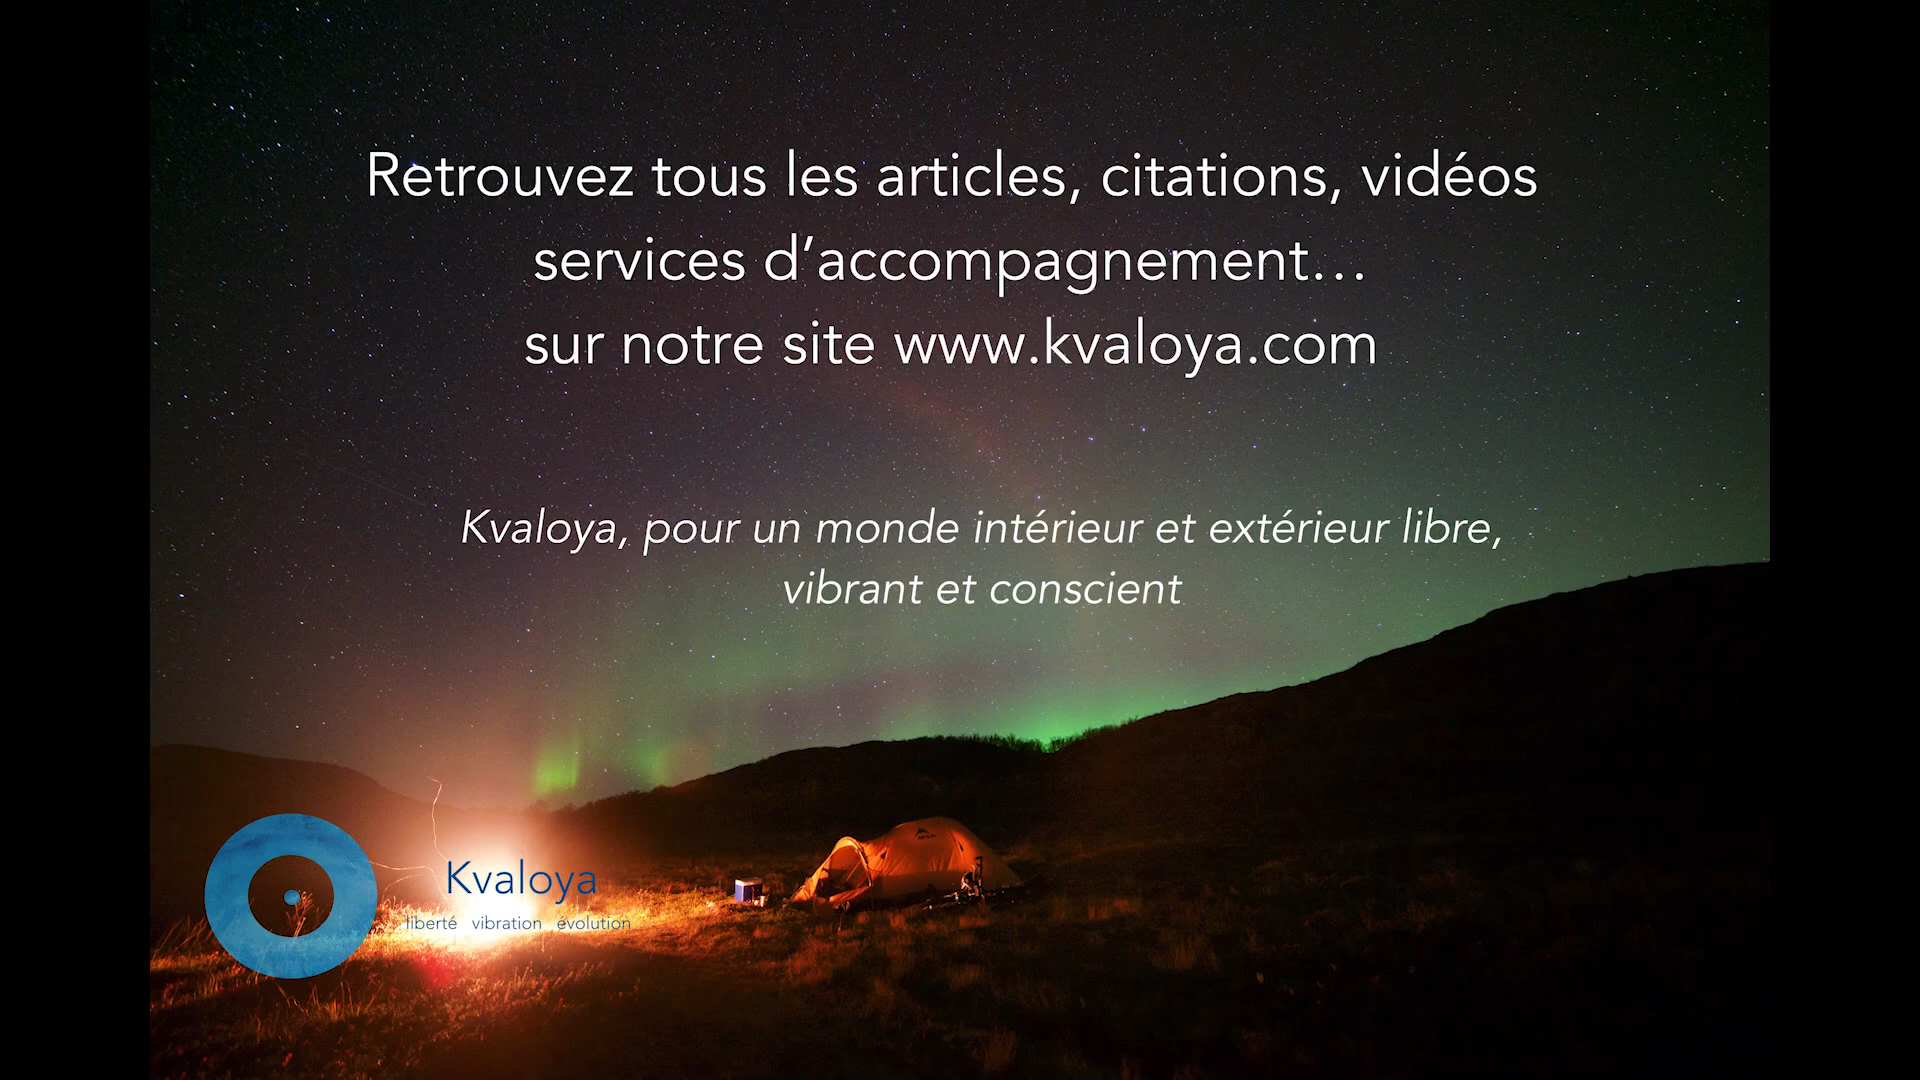 Retrouvez tous les articles, citations, vidéos
services d’accompagnement…
sur notre site www.kvaloya.com
Kvaloya, pour un monde intérieur et extérieur libre,
vibrant et conscient
Kvaloya
liberté vibration évolution